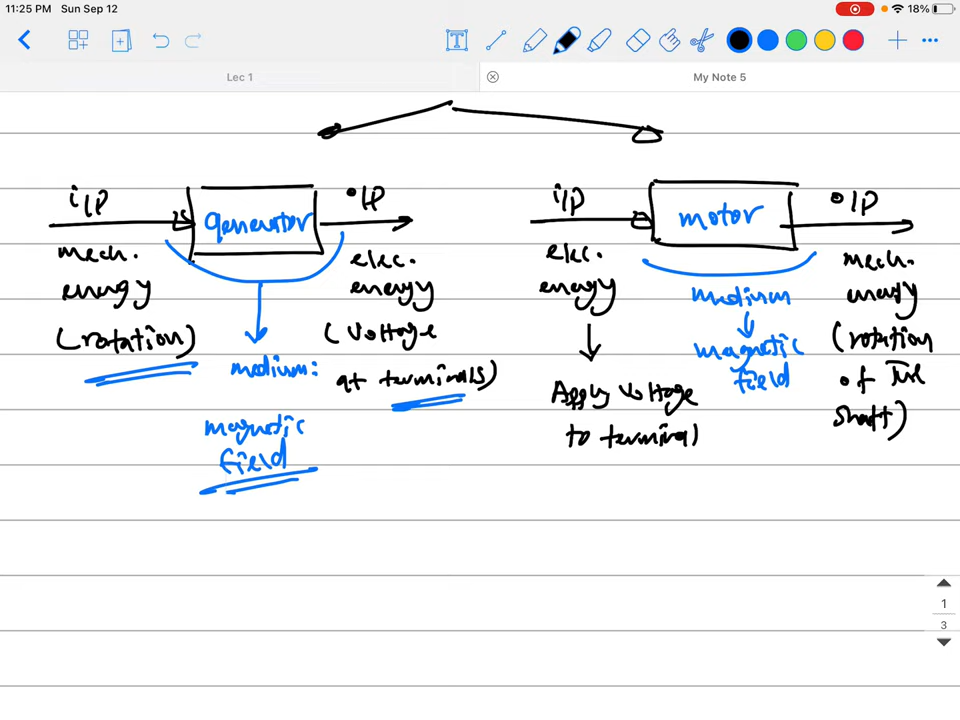 11:25 PM Sun Sep 12
18%
Lec 1
My Note 5
i/p
generator
o/p
mech.
energy
(rotation)
elec.
energy
(voltage
at terminals)
medium:
magnetic
field
i/p
motor
o/p
elec.
energy
Apply voltage
to terminal
medium
magnetic
field
mech.
energy
(rotation
of the
shaft)
1
3